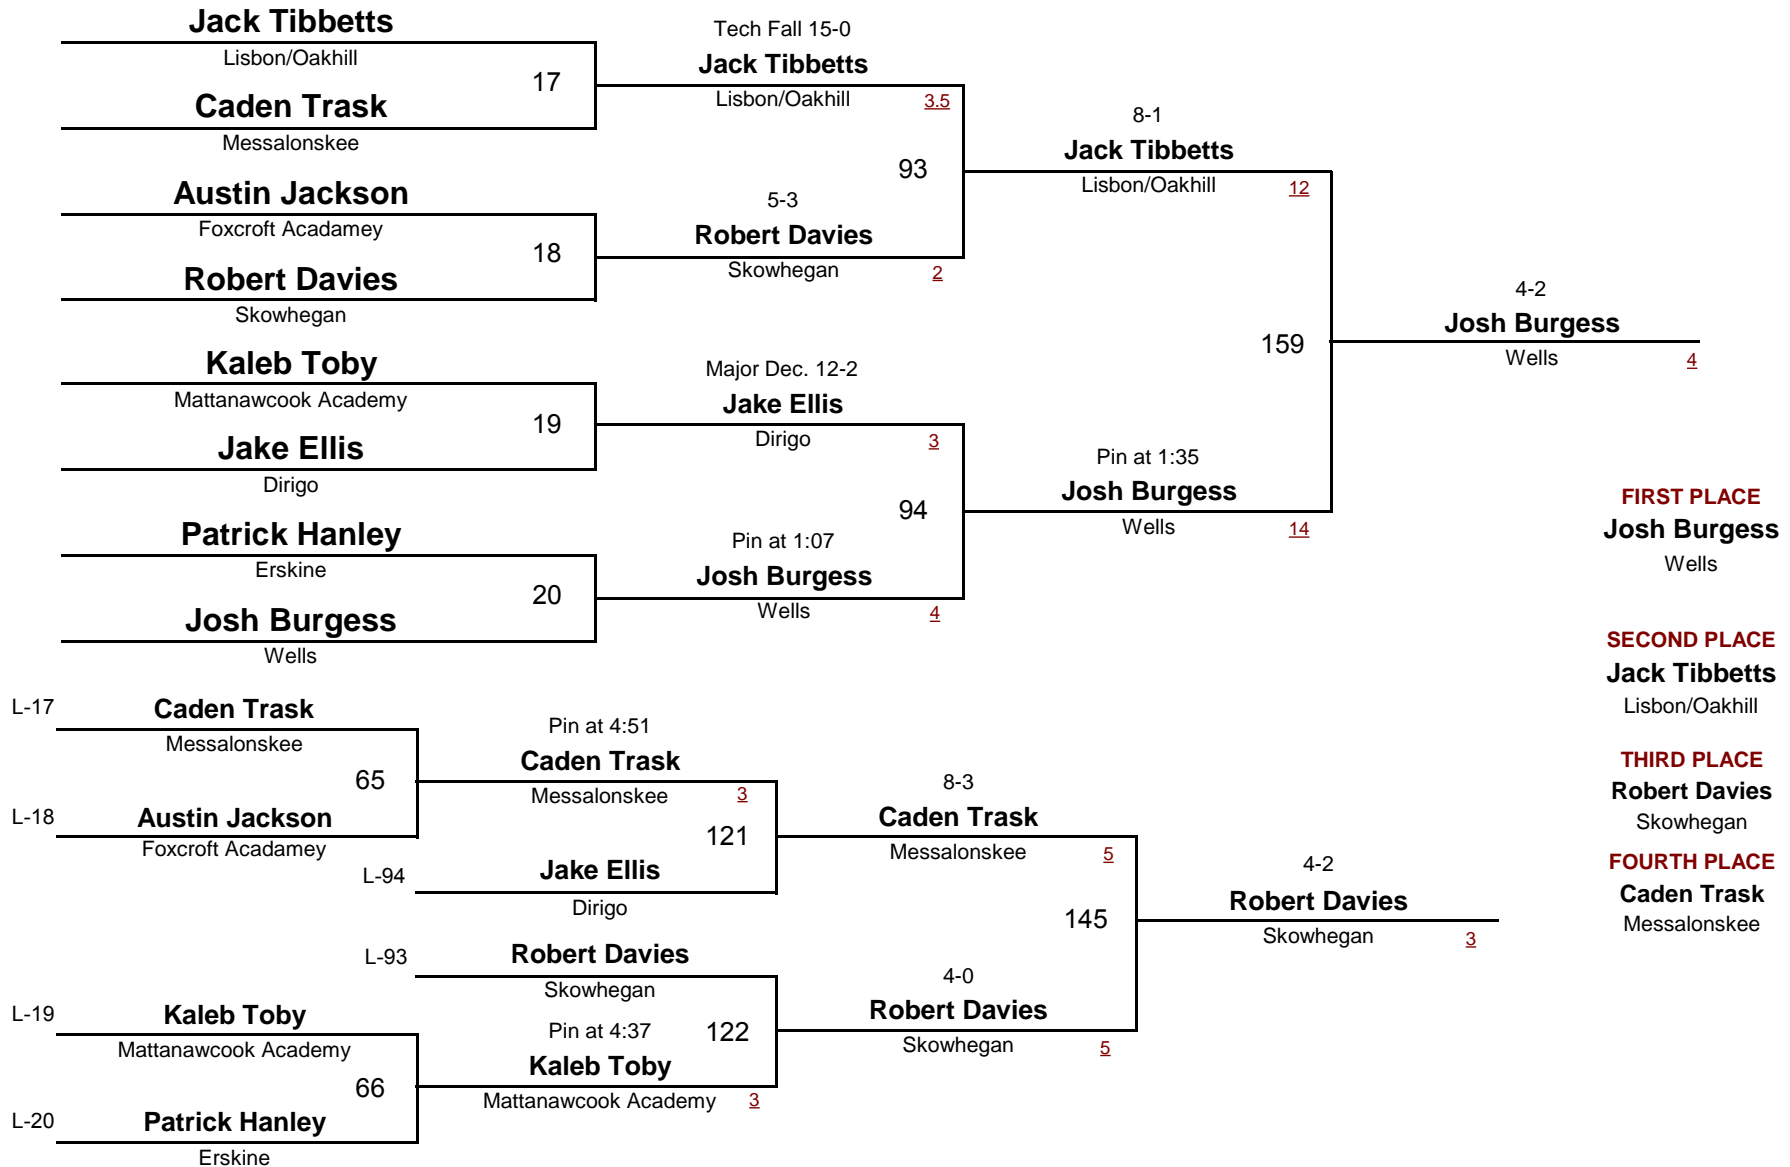 Jack Tibbetts
Lisbon/Oakhill
17
Caden Trask
Messalonskee
Austin Jackson
Foxcroft Acadamey
18
Robert Davies
Skowhegan
Kaleb Toby
Mattanawcook Academy
19
Jake Ellis
Dirigo
Patrick Hanley
Erskine
20
Josh Burgess
Wells
Tech Fall 15-0
Jack Tibbetts
Lisbon/Oakhill 3.5
93
5-3
Robert Davies
Skowhegan 2
Major Dec. 12-2
Jake Ellis
Dirigo 3
94
Pin at 1:07
Josh Burgess
Wells 4
8-1
Jack Tibbetts
Lisbon/Oakhill 12
159
Pin at 1:35
Josh Burgess
Wells 14
4-2
Josh Burgess
Wells 4
FIRST PLACE
Josh Burgess
Wells
SECOND PLACE
Jack Tibbetts
Lisbon/Oakhill
THIRD PLACE
Robert Davies
Skowhegan
FOURTH PLACE
Caden Trask
Messalonskee
L-17 Caden Trask
Messalonskee
65
L-18 Austin Jackson
Foxcroft Acadamey
Pin at 4:51
Caden Trask
Messalonskee 3
121
L-94 Jake Ellis
Dirigo
L-93 Robert Davies
Skowhegan
Pin at 4:37 122
Kaleb Toby
Mattanawcook Academy 3
L-19 Kaleb Toby
Mattanawcook Academy
66
L-20 Patrick Hanley
Erskine
8-3
Caden Trask
Messalonskee 5
145
4-0
Robert Davies
Skowhegan 5
4-2
Robert Davies
Skowhegan 3